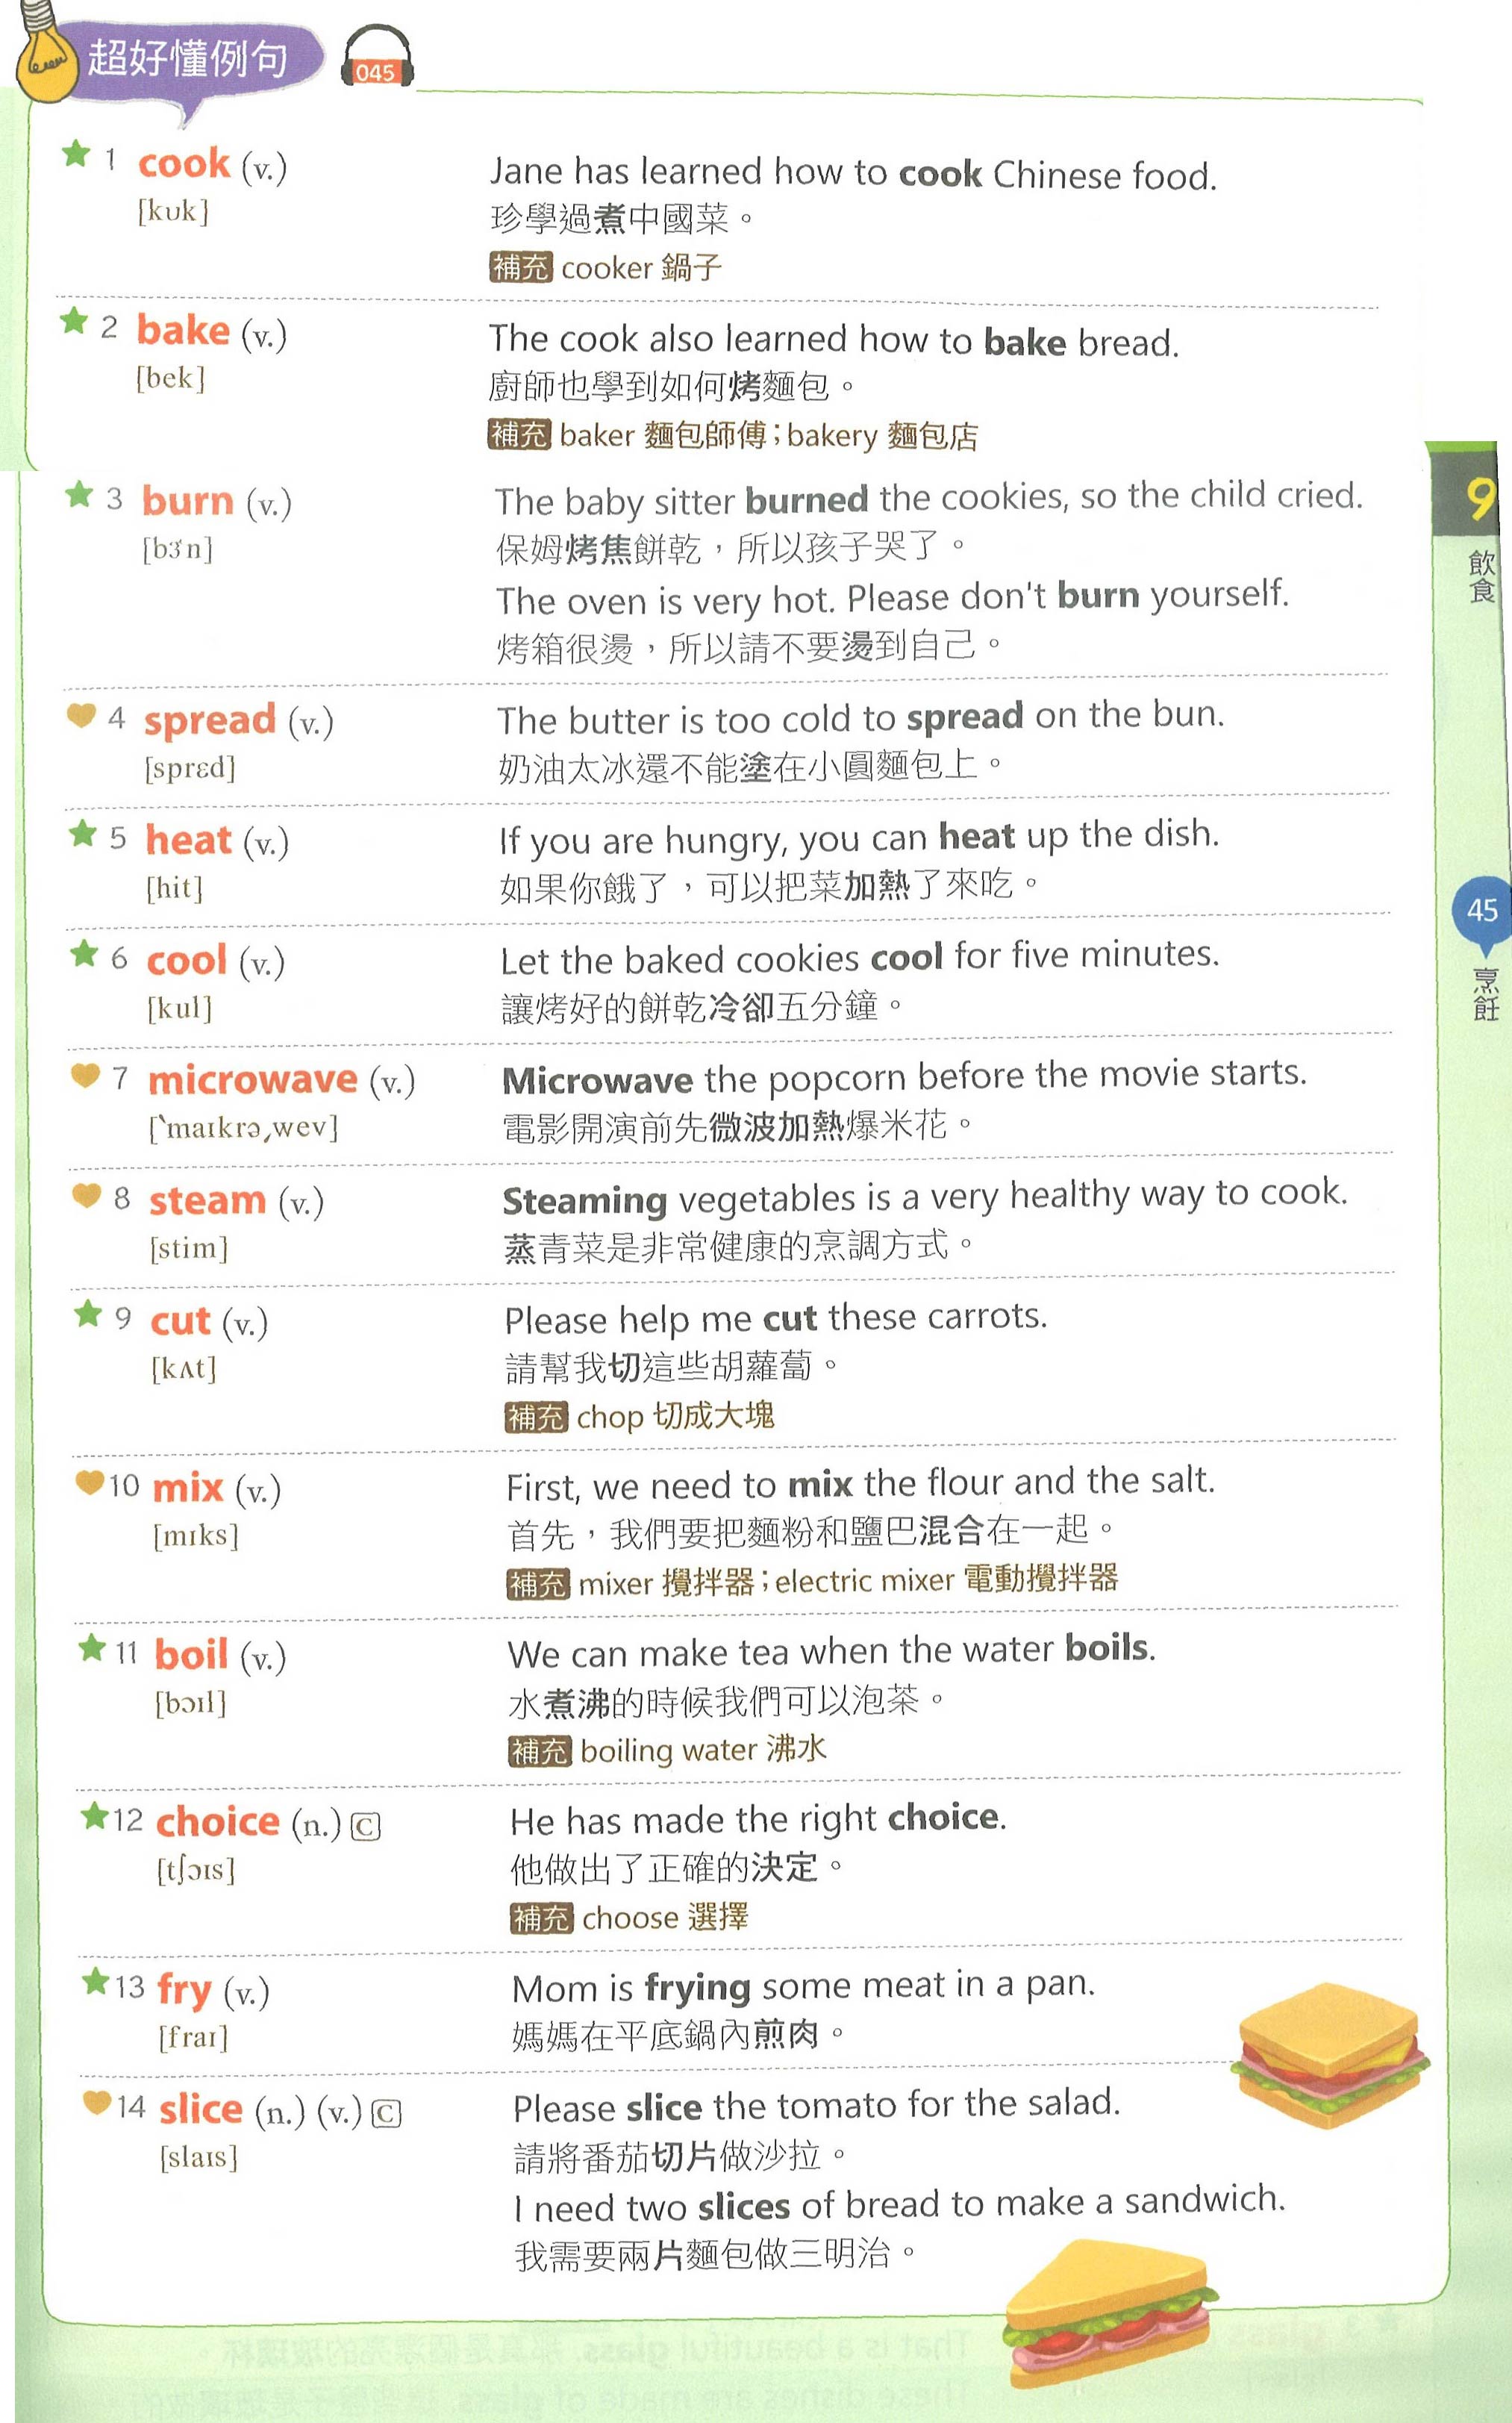 超好懂例句
045
★ 1 cook (v.)
[kʊk]
Jane has learned how to cook Chinese food.
珍學過煮中國菜。
補充 cooker 鍋子
★ 2 bake (v.)
[bek]
The cook also learned how to bake bread.
廚師也學到如何烤麵包。
補充 baker 麵包師傅；bakery 麵包店
★ 3 burn (v.)
[bɝn]
The baby sitter burned the cookies, so the child cried.
保姆烤焦餅乾，所以孩子哭了。
The oven is very hot. Please don't burn yourself.
烤箱很燙，所以請不要燙到自己。
4 spread (v.)
[sprɛd]
The butter is too cold to spread on the bun.
奶油太冰還不能塗在小圓麵包上。
★ 5 heat (v.)
[hit]
If you are hungry, you can heat up the dish.
如果你餓了，可以把菜加熱了來吃。
★ 6 cool (v.)
[kul]
Let the baked cookies cool for five minutes.
讓烤好的餅乾冷卻五分鐘。
7 microwave (v.)
[ˋmaɪkrəˏwev]
Microwave the popcorn before the movie starts.
電影開演前先微波加熱爆米花。
8 steam (v.)
[stim]
Steaming vegetables is a very healthy way to cook.
蒸青菜是非常健康的烹調方式。
★ 9 cut (v.)
[kʌt]
Please help me cut these carrots.
請幫我切這些胡蘿蔔。
補充 chop 切成大塊
10 mix (v.)
[mɪks]
First, we need to mix the flour and the salt.
首先，我們要把麵粉和鹽巴混合在一起。
補充 mixer 攪拌器；electric mixer 電動攪拌器
★ 11 boil (v.)
[bɔɪl]
We can make tea when the water boils.
水煮沸的時候我們可以泡茶。
補充 boiling water 沸水
★ 12 choice (n.) C
[tʃɔɪs]
He has made the right choice.
他做出了正確的決定。
補充 choose 選擇
★ 13 fry (v.)
[fraɪ]
Mom is frying some meat in a pan.
媽媽在平底鍋內煎肉。
14 slice (n.) (v.) C
[slaɪs]
Please slice the tomato for the salad.
請將番茄切片做沙拉。
I need two slices of bread to make a sandwich.
我需要兩片麵包做三明治。
9
飲食
45
烹飪